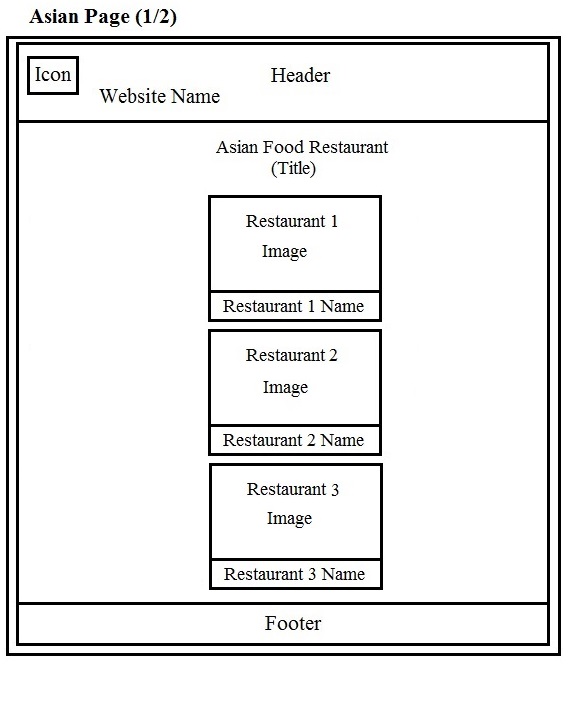 Asian Page (1/2)
Icon
Header
Website Name
Asian Food Restaurant
(Title)
Restaurant 1
Image
Restaurant 1 Name
Restaurant 2
Image
Restaurant 2 Name
Restaurant 3
Image
Restaurant 3 Name
Footer